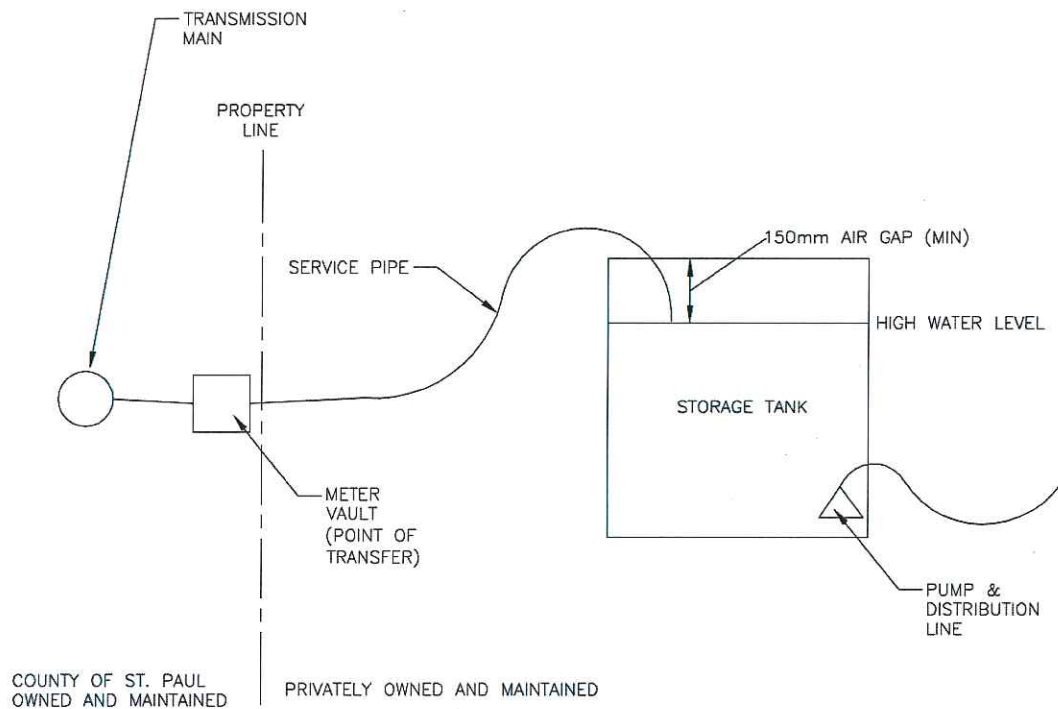 TRANSMISSION
MAIN
PROPERTY
LINE
150mm AIR GAP (MIN)
SERVICE PIPE
HIGH WATER LEVEL
STORAGE TANK
METER
VAULT
(POINT OF
TRANSFER)
PUMP &
DISTRIBUTION
LINE
COUNTY OF ST. PAUL
OWNED AND MAINTAINED
PRIVATELY OWNED AND MAINTAINED